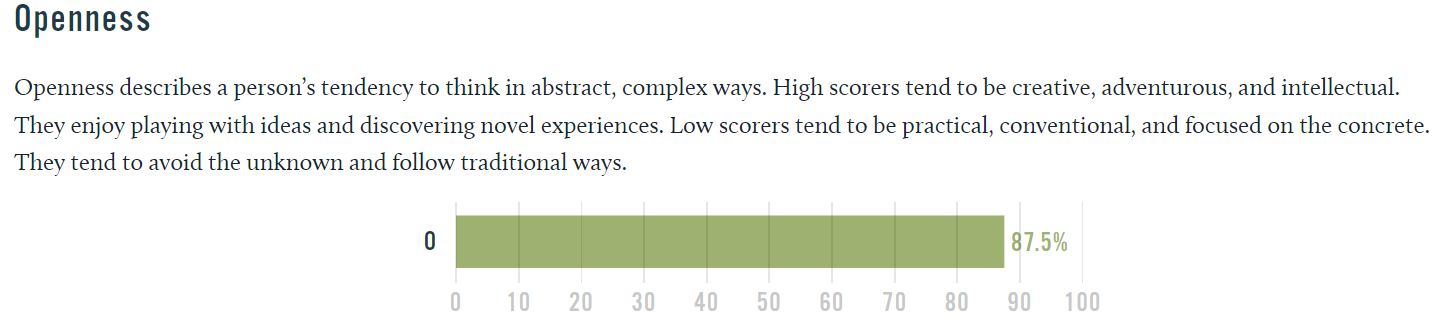 Openness
Openness describes a person’s tendency to think in abstract, complex ways. High scorers tend to be creative, adventurous, and intellectual.
They enjoy playing with ideas and discovering novel experiences. Low scorers tend to be practical, conventional, and focused on the concrete.
They tend to avoid the unknown and follow traditional ways.
O 87.5%
0 10 20 30 40 50 60 70 80 90 100